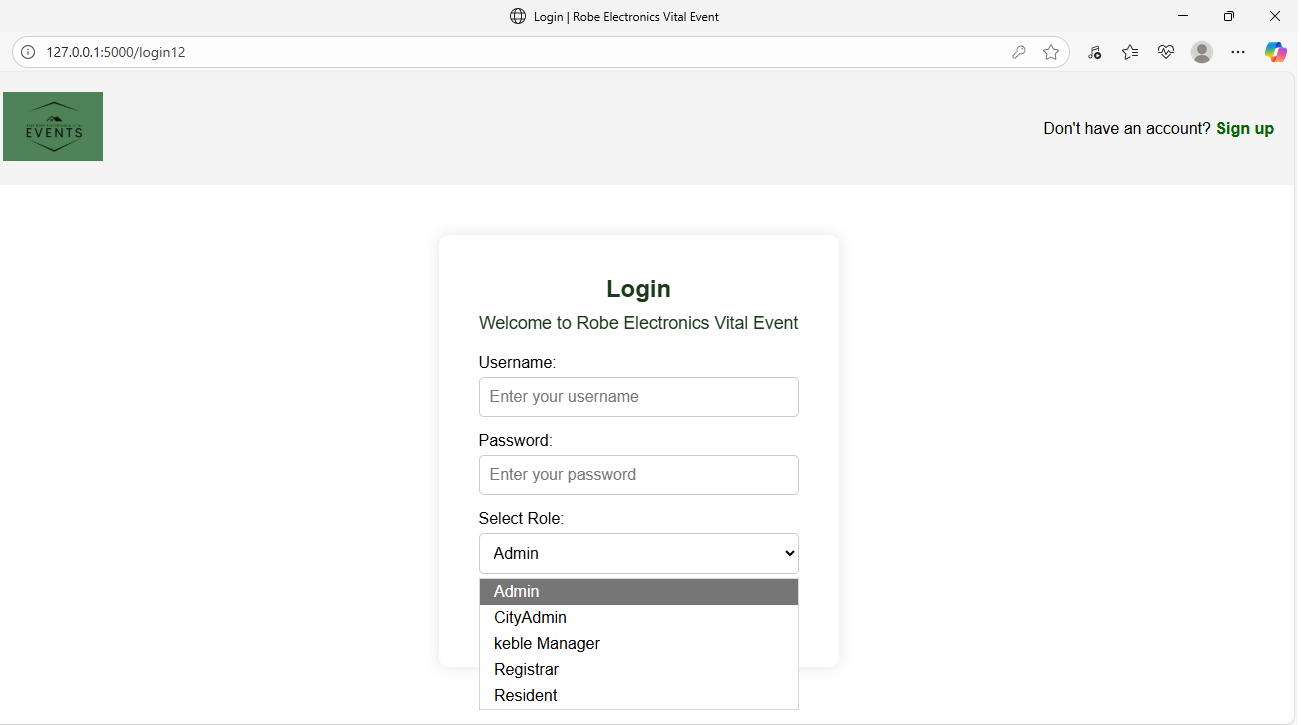 Login | Robe Electronics Vital Event
127.0.0.1:5000/login12
EVENTS
Don't have an account? Sign up
Login
Welcome to Robe Electronics Vital Event
Username:
Enter your username
Password:
Enter your password
Select Role:
Admin
Admin
CityAdmin
keble Manager
Registrar
Resident